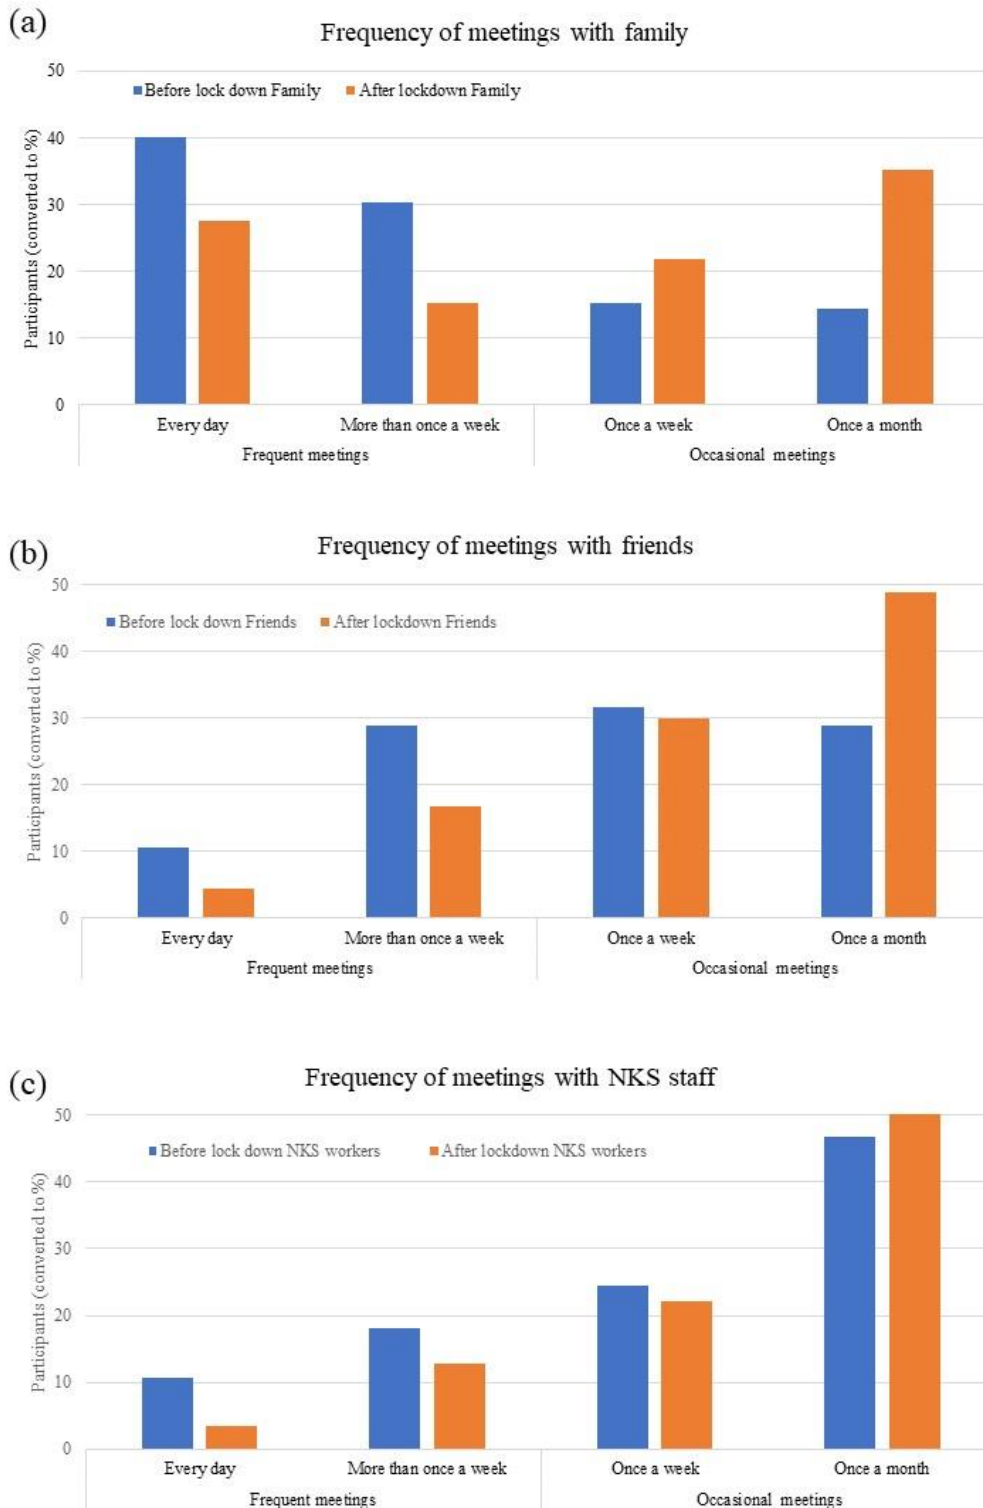 (a)
Frequency of meetings with family
Before lock down Family After lockdown Family
Participants (converted to %)
50
40
30
20
10
0
Every day More than once a week Once a week Once a month
Frequent meetings Occasional meetings
(b)
Frequency of meetings with friends
Before lock down Friends After lockdown Friends
Participants (converted to %)
50
40
30
20
10
0
Every day More than once a week Once a week Once a month
Frequent meetings Occasional meetings
(c)
Frequency of meetings with NKS staff
Before lock down NKS workers After lockdown NKS workers
Participants (converted to %)
50
40
30
20
10
0
Every day More than once a week Once a week Once a month
Frequent meetings Occasional meetings